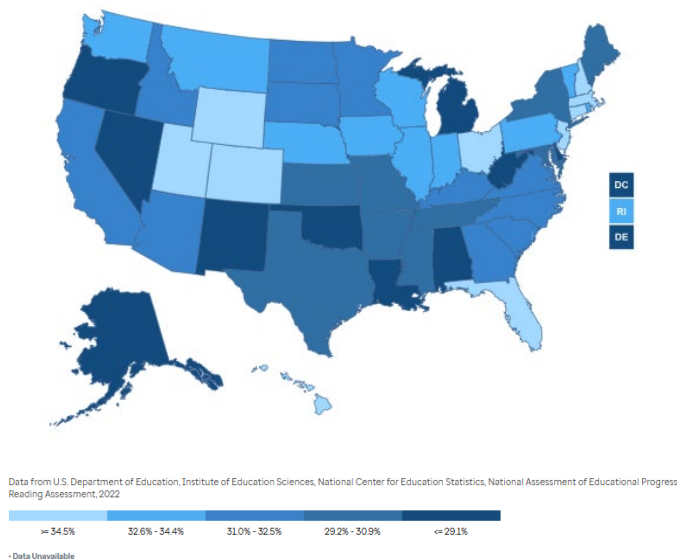 DC
RI
DE
Data from U.S. Department of Education, Institute of Education Sciences, National Center for Education Statistics, National Assessment of Educational Progress
Reading Assessment, 2022
>= 34.5% 32.6% - 34.4% 31.0% - 32.5% 29.2% - 30.9% <= 29.1%
• Data Unavailable